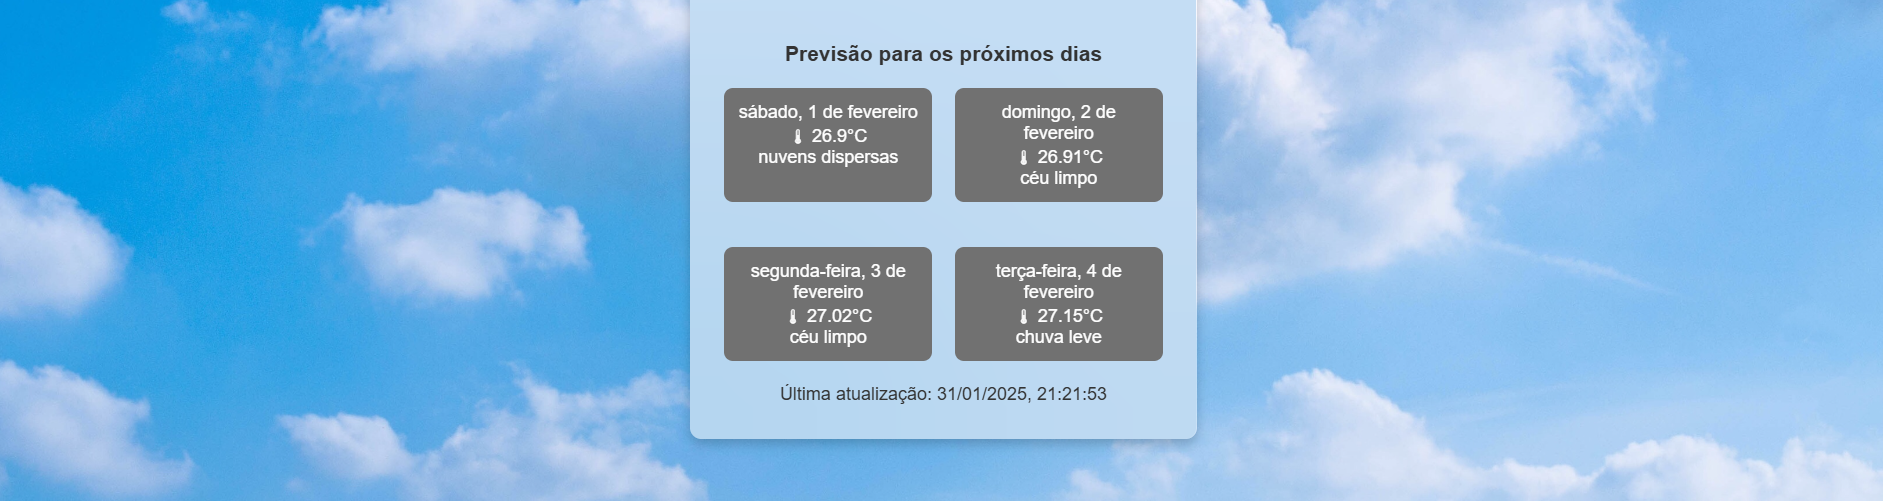 Previsão para os próximos dias
sábado, 1 de fevereiro
26.9°C
nuvens dispersas
domingo, 2 de
fevereiro
26.91°C
céu limpo
segunda-feira, 3 de
fevereiro
27.02°C
céu limpo
terça-feira, 4 de
fevereiro
27.15°C
chuva leve
Última atualização: 31/01/2025, 21:21:53